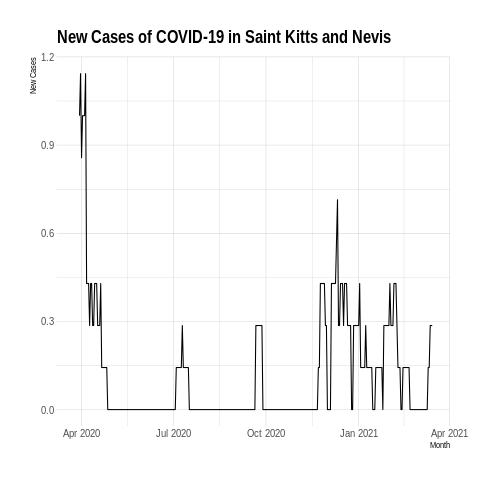 New Cases of COVID-19 in Saint Kitts and Nevis
New Cases
1.2
0.9
0.6
0.3
0.0
Apr 2020 Jul 2020 Oct 2020 Jan 2021 Apr 2021
Month